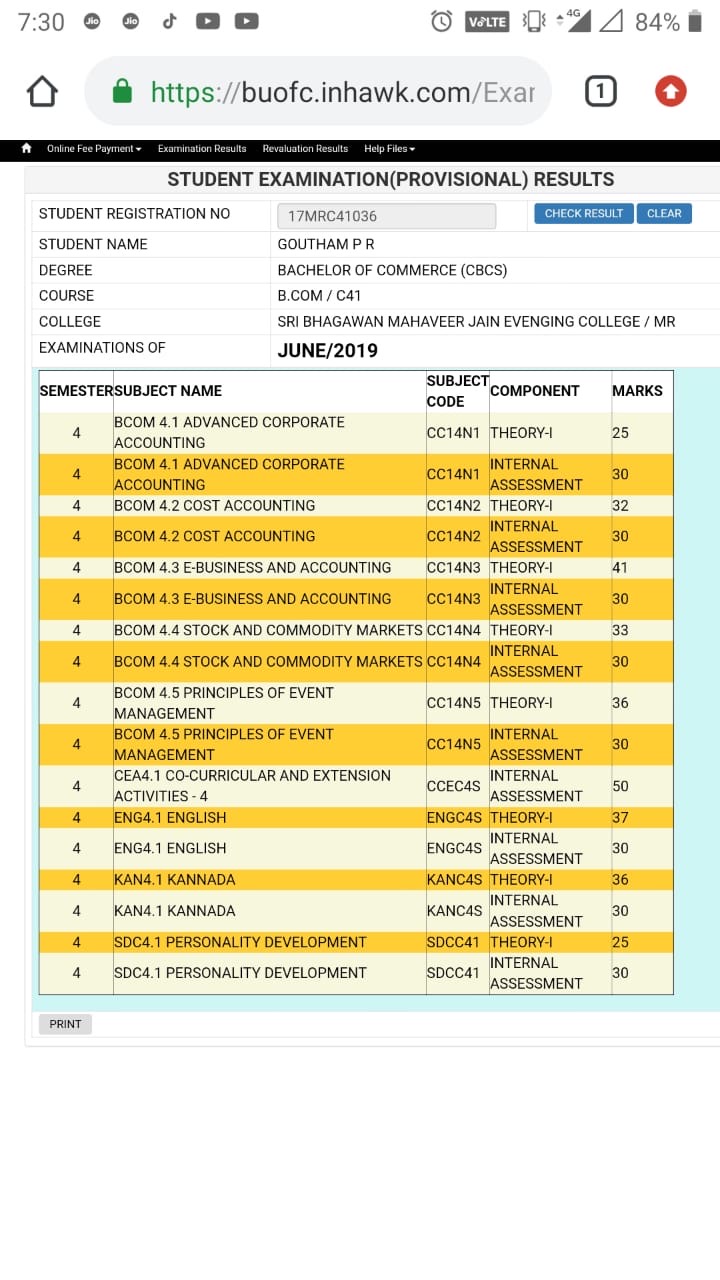 7:30 Jio Jio VoLTE 4G 84%
https://buofc.inhawk.com/Exar 1
Online Fee Payment Examination Results Revaluation Results Help Files
STUDENT EXAMINATION(PROVISIONAL) RESULTS
STUDENT REGISTRATION NO 17MRC41036 CHECK RESULT CLEAR
STUDENT NAME GOUTHAM P R
DEGREE BACHELOR OF COMMERCE (CBCS)
COURSE B.COM / C41
COLLEGE SRI BHAGAWAN MAHAVEER JAIN EVENGING COLLEGE / MR
EXAMINATIONS OF JUNE/2019
SEMESTER SUBJECT NAME SUBJECT CODE COMPONENT MARKS
4 BCOM 4.1 ADVANCED CORPORATE ACCOUNTING CC14N1 THEORY-I 25
4 BCOM 4.1 ADVANCED CORPORATE ACCOUNTING CC14N1 INTERNAL ASSESSMENT 30
4 BCOM 4.2 COST ACCOUNTING CC14N2 THEORY-I 32
4 BCOM 4.2 COST ACCOUNTING CC14N2 INTERNAL ASSESSMENT 30
4 BCOM 4.3 E-BUSINESS AND ACCOUNTING CC14N3 THEORY-I 41
4 BCOM 4.3 E-BUSINESS AND ACCOUNTING CC14N3 INTERNAL ASSESSMENT 30
4 BCOM 4.4 STOCK AND COMMODITY MARKETS CC14N4 THEORY-I 33
4 BCOM 4.4 STOCK AND COMMODITY MARKETS CC14N4 INTERNAL ASSESSMENT 30
4 BCOM 4.5 PRINCIPLES OF EVENT MANAGEMENT CC14N5 THEORY-I 36
4 BCOM 4.5 PRINCIPLES OF EVENT MANAGEMENT CC14N5 INTERNAL ASSESSMENT 30
4 CEA4.1 CO-CURRICULAR AND EXTENSION ACTIVITIES - 4 CCEC4S INTERNAL ASSESSMENT 50
4 ENG4.1 ENGLISH ENGC4S THEORY-I 37
4 ENG4.1 ENGLISH ENGC4S INTERNAL ASSESSMENT 30
4 KAN4.1 KANNADA KANC4S THEORY-I 36
4 KAN4.1 KANNADA KANC4S INTERNAL ASSESSMENT 30
4 SDC4.1 PERSONALITY DEVELOPMENT SDCC41 THEORY-I 25
4 SDC4.1 PERSONALITY DEVELOPMENT SDCC41 INTERNAL ASSESSMENT 30
PRINT